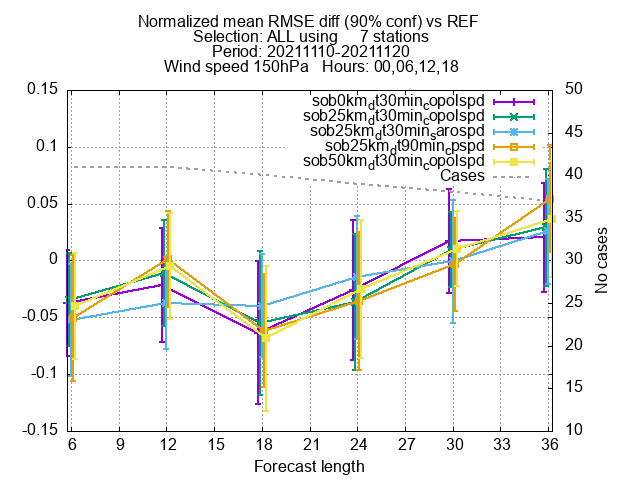 Normalized mean RMSE diff (90% conf) vs REF
Selection: ALL using 7 stations
Period: 20211110-20211120
Wind speed 150hPa Hours: 00,06,12,18
sob0km_dt30min_copolspd
sob25km_dt30min_copolspd
sob25km_dt30min_sarospd
sob25km_dt90min_cpspd
sob50km_dt30min_copolspd
Cases
0.15
0.1
0.05
0
-0.05
-0.1
-0.15
50
45
40
35
30
25
20
15
10
No cases
6 9 12 15 18 21 24 27 30 33 36
Forecast length